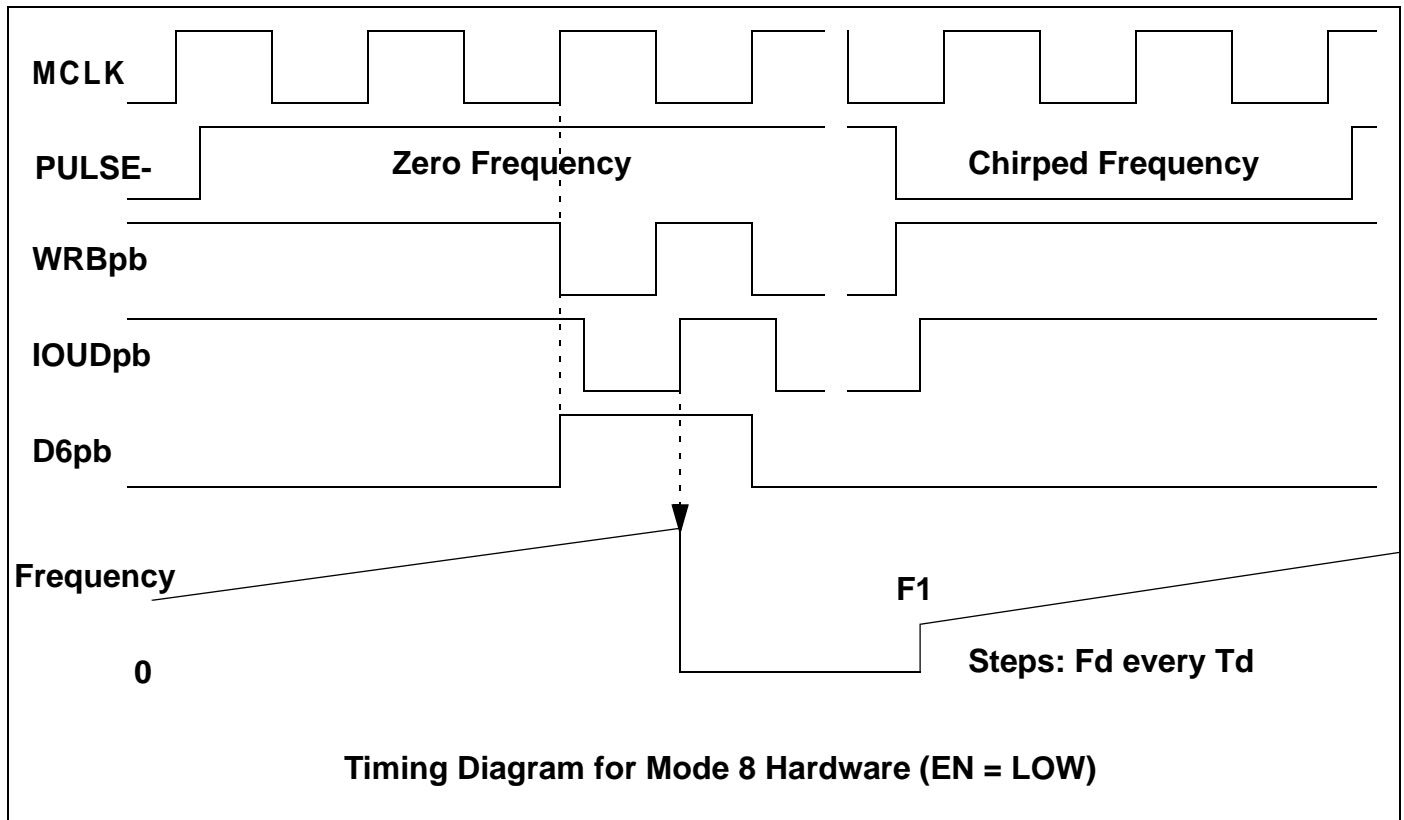 MCLK
PULSE-
Zero Frequency
Chirped Frequency
WRBpb
IOUDpb
D6pb
Frequency
F1
0
Steps: Fd every Td
Timing Diagram for Mode 8 Hardware (EN = LOW)